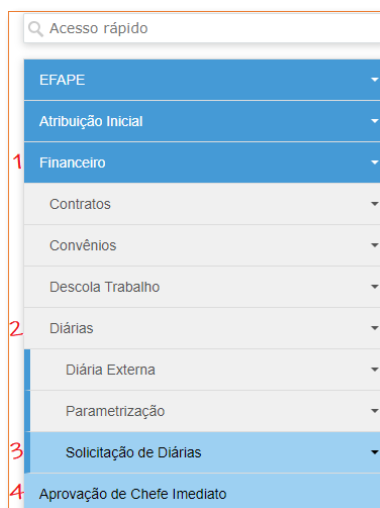 Acesso rápido
EFAPE
Atribuição Inicial
1 Financeiro
Contratos
Convênios
Descola Trabalho
2 Diárias
Diária Externa
Parametrização
3 Solicitação de Diárias
4 Aprovação de Chefe Imediato